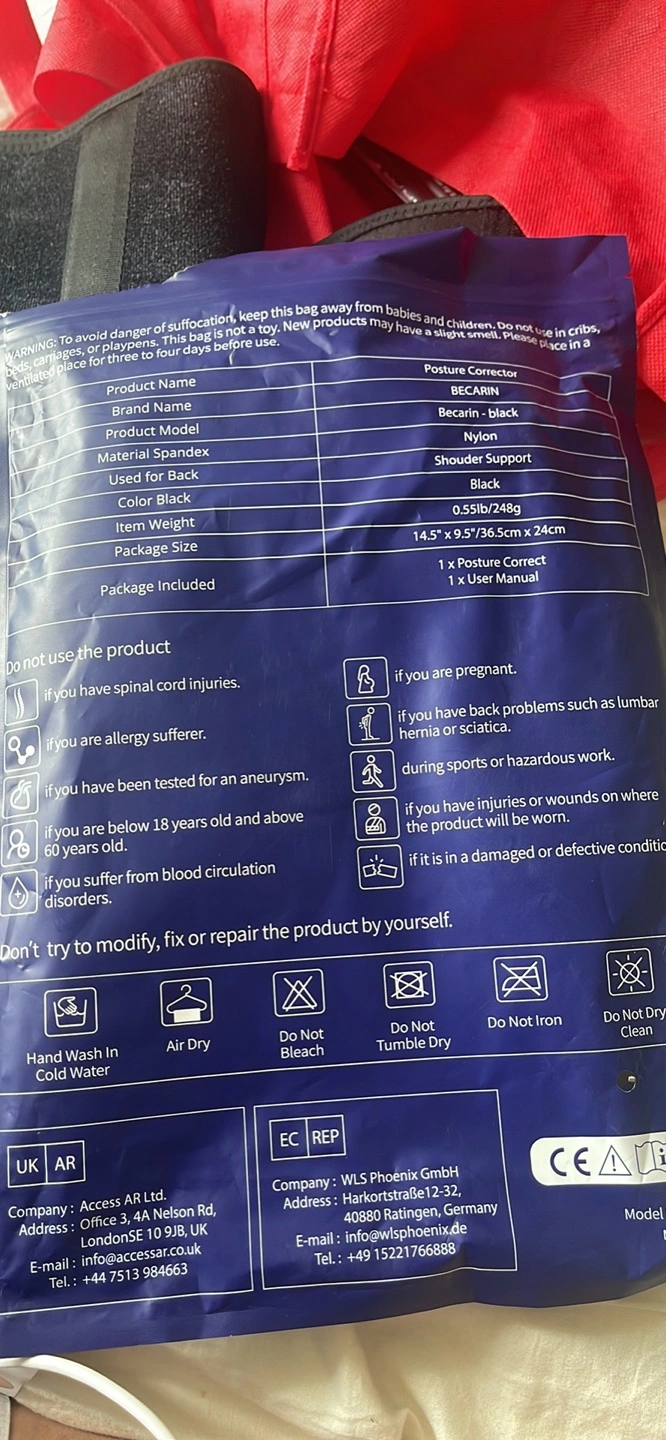 WARNING: To avoid danger of suffocation, keep this bag away from babies and children. Do not use in cribs,
beds, carriages, or playpens. This bag is not a toy. New products may have a slight smell. Please place in a
ventilated place for three to four days before use.
Product Name Posture Corrector
Brand Name BECARIN
Product Model Becarin - black
Material Spandex Nylon
Used for Back Shouder Support
Color Black Black
Item Weight 0.55lb/248g
Package Size 14.5" x 9.5"/36.5cm x 24cm
Package Included
1 x Posture Correct
1 x User Manual
Do not use the product
if you have spinal cord injuries.
if you are allergy sufferer.
if you have been tested for an aneurysm.
if you are below 18 years old and above
60 years old.
if you suffer from blood circulation
disorders.
if you are pregnant.
if you have back problems such as lumbar
hernia or sciatica.
during sports or hazardous work.
if you have injuries or wounds on where
the product will be worn.
if it is in a damaged or defective
Don't try to modify, fix or repair the product by yourself.
Hand Wash In
Cold Water
Air Dry
Do Not
Bleach
Do Not
Tumble Dry
Do Not Iron
Do Not Dry
Clean
UK AR
Company : Access AR Ltd.
Address : Office 3, 4A Nelson Rd,
LondonSE 10 9JB, UK
E-mail : info@accessar.co.uk
Tel. : +44 7513 984663
EC REP
Company : WLS Phoenix GmbH
Address : Harkortstraße12-32,
40880 Ratingen, Germany
E-mail : info@wlsphoenix.de
Tel. : +49 15221766888
CE
Model